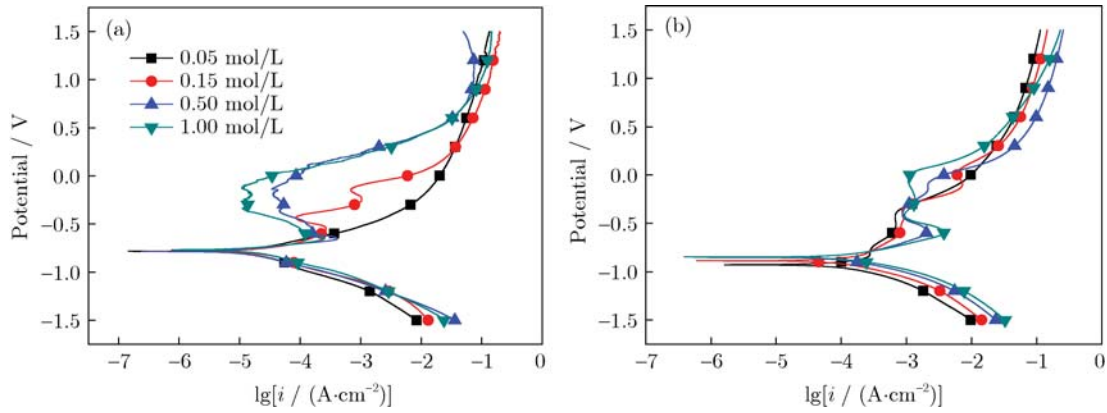 (a)
0.05 mol/L
0.15 mol/L
0.50 mol/L
1.00 mol/L
Potential / V
1.5
1.0
0.5
0.0
−0.5
−1.0
−1.5
−7 −6 −5 −4 −3 −2 −1 0
lg[i / (A·cm⁻²)]
(b)
Potential / V
1.5
1.0
0.5
0.0
−0.5
−1.0
−1.5
−7 −6 −5 −4 −3 −2 −1 0
lg[i / (A·cm⁻²)]